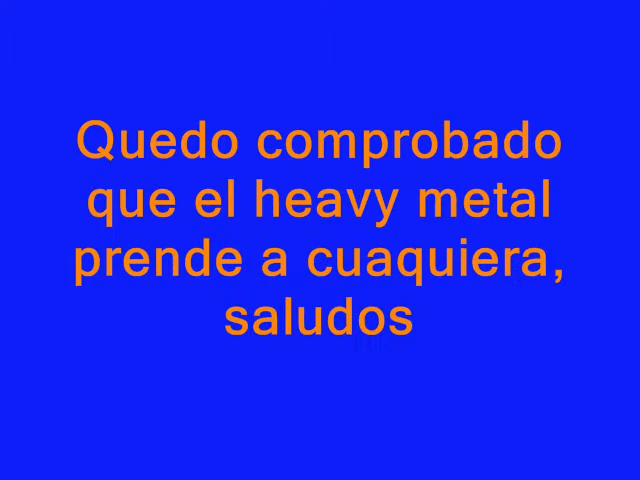 Quedo comprobado
que el heavy metal
prende a cuaquiera,
saludos